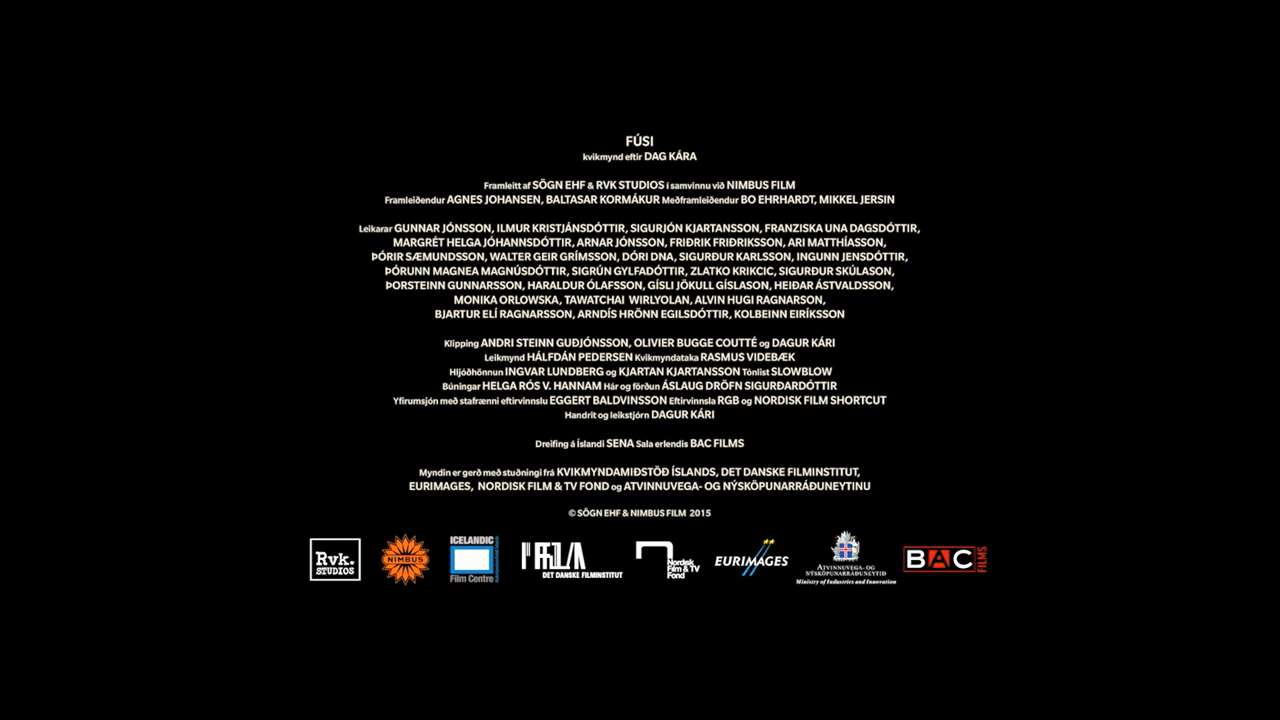 FÚSI
kvikmynd eftir DAG KÁRA
Framleitt af SÖGN EHF & RVK STUDIOS í samvinnu við NIMBUS FILM
Framleiðendur AGNES JOHANSEN, BALTASAR KORMÁKUR Meðframleiðendur BO EHRHARDT, MIKKEL JERSIN
Leikarar GUNNAR JÓNSSON, ILMUR KRISTJÁNSDÓTTIR, SIGURJÓN KJARTANSSON, FRANZISKA UNA DAGSDÓTTIR,
MARGRÉT HELGA JÓHANNSDÓTTIR, ARNAR JÓNSSON, FRIÐRIK FRIÐRIKSSON, ARI MATTHÍASSON,
ÞÓRIR SÆMUNDSSON, WALTER GEIR GRÍMSSON, DÓRI DNA, SIGURÐUR KARLSSON, INGUNN JENSDÓTTIR,
ÞÓRUNN MAGNEA MAGNÚSDÓTTIR, SIGRÚN GYLFADÓTTIR, ZLATKO KRIKCIC, SIGURÐUR SKÚLASON,
ÞORSTEINN GUNNARSSON, HARALDUR ÓLAFSSON, GÍSLI JÖKULL GÍSLASON, HEIÐAR ÁSTVALDSSON,
MONIKA ORLOWSKA, TAWATCHAI WIRLYOLAN, ALVIN HUGI RAGNARSON,
BJARTUR ELÍ RAGNARSSON, ARNDÍS HRÖNN EGILSDÓTTIR, KOLBEINN EIRÍKSSON
Klipping ANDRI STEINN GUÐJÓNSSON, OLIVIER BUGGE COUTTÉ og DAGUR KÁRI
Leikmynd HÁLFDÁN PEDERSEN Kvikmyndataka RASMUS VIDEBÆK
Hljóðhönnun INGVAR LUNDBERG og KJARTAN KJARTANSSON Tónlist SLOWBLOW
Búningar HELGA RÓS V. HANNAM Hár og förðun ÁSLAUG DRÖFN SIGURÐARDÓTTIR
Yfirumsjón með stafrænni eftirvinnslu EGGERT BALDVINSSON Eftirvinnsla RGB og NORDISK FILM SHORTCUT
Handrit og leikstjórn DAGUR KÁRI
Dreifing á Íslandi SENA Sala erlendis BAC FILMS
Myndin er gerð með stuðningi frá KVIKMYNDAMIÐSTÖÐ ÍSLANDS, DET DANSKE FILMINSTITUT,
EURIMAGES, NORDISK FILM & TV FOND og ATVINNUVEGA- OG NÝSKÖPUNARRÁÐUNEYTINU
© SÖGN EHF & NIMBUS FILM 2015
Rvk. STUDIOS
NIMBUS
ICELANDIC
Film Centre
DET DANSKE FILMINSTITUT
Nordisk
Film & TV
Fond
EURIMAGES
ATVINNUVEGA- OG
NÝSKÖPUNARRÁÐUNEYTIÐ
Ministry of Industries and Innovation
BAC FILMS